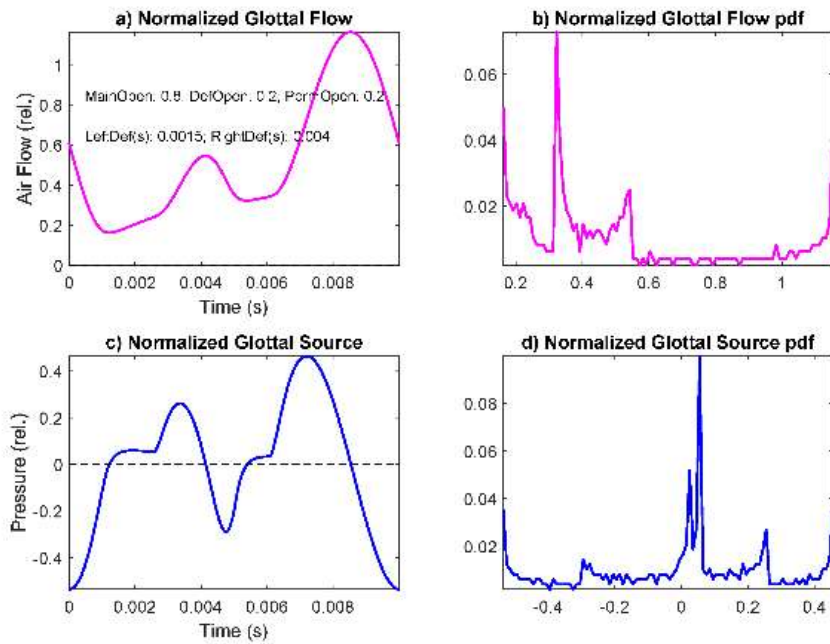 a) Normalized Glottal Flow
1
0.8
0.6
0.4
0.2
0
Air Flow (rel.)
MainOpen: 0.8, DefOpen: 0.2, PermOpen: 0.2
LeftDef(s): 0.0015; RightDef(s): 0.004
0 0.002 0.004 0.006 0.008
Time (s)
b) Normalized Glottal Flow pdf
0.06
0.04
0.02
0.2 0.4 0.6 0.8 1
c) Normalized Glottal Source
0.4
0.2
0
-0.2
-0.4
Pressure (rel.)
0 0.002 0.004 0.006 0.008
Time (s)
d) Normalized Glottal Source pdf
0.08
0.06
0.04
0.02
-0.4 -0.2 0 0.2 0.4